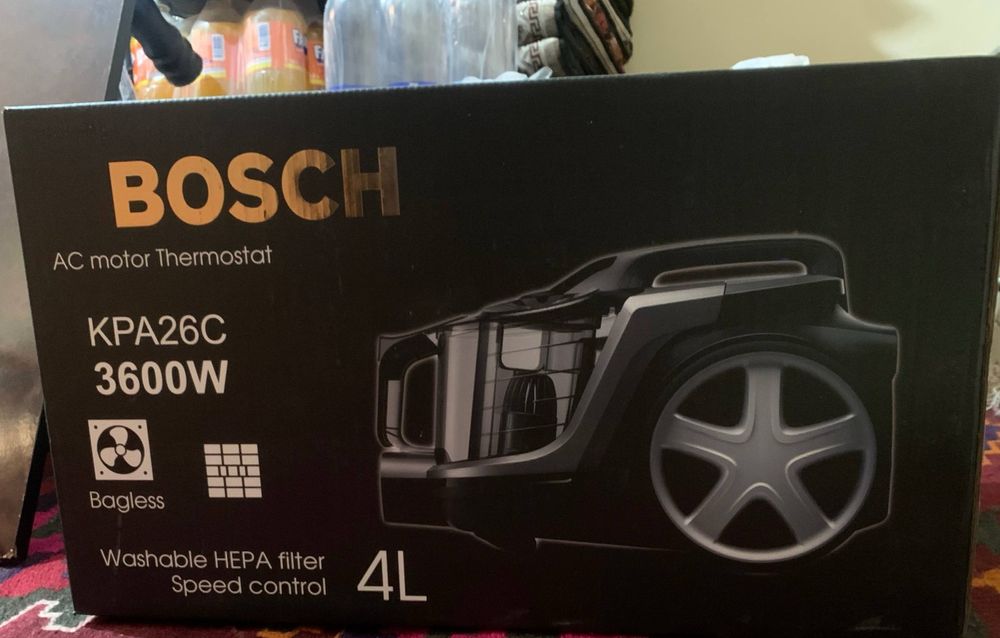 BOSCH
AC motor Thermostat
KPA26C
3600W
Bagless
Washable HEPA filter
Speed control
4L